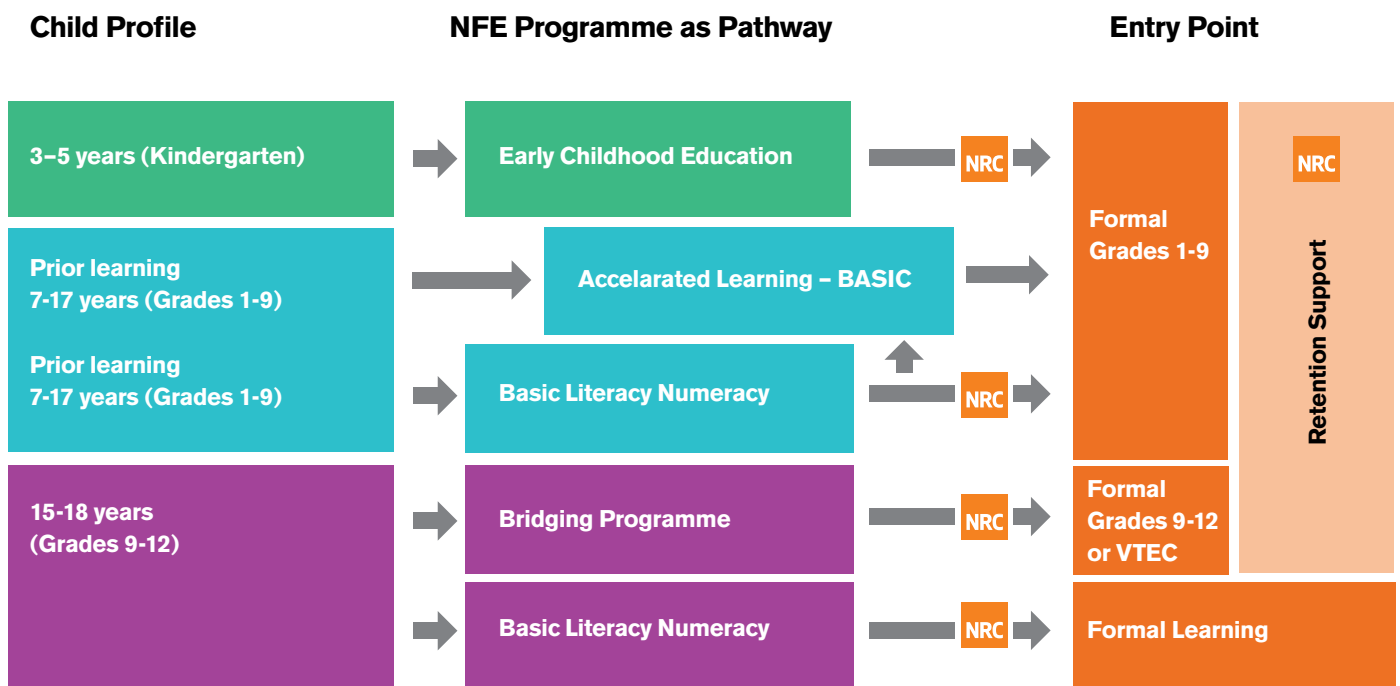 Child Profile
NFE Programme as Pathway
Entry Point
3–5 years (Kindergarten)
Early Childhood Education
NRC
NRC
Formal
Grades 1-9
Retention Support
Prior learning
7-17 years (Grades 1-9)
Accelarated Learning – BASIC
Prior learning
7-17 years (Grades 1-9)
Basic Literacy Numeracy
NRC
15-18 years
(Grades 9-12)
Bridging Programme
NRC
Formal
Grades 9-12
or VTEC
Basic Literacy Numeracy
NRC
Formal Learning